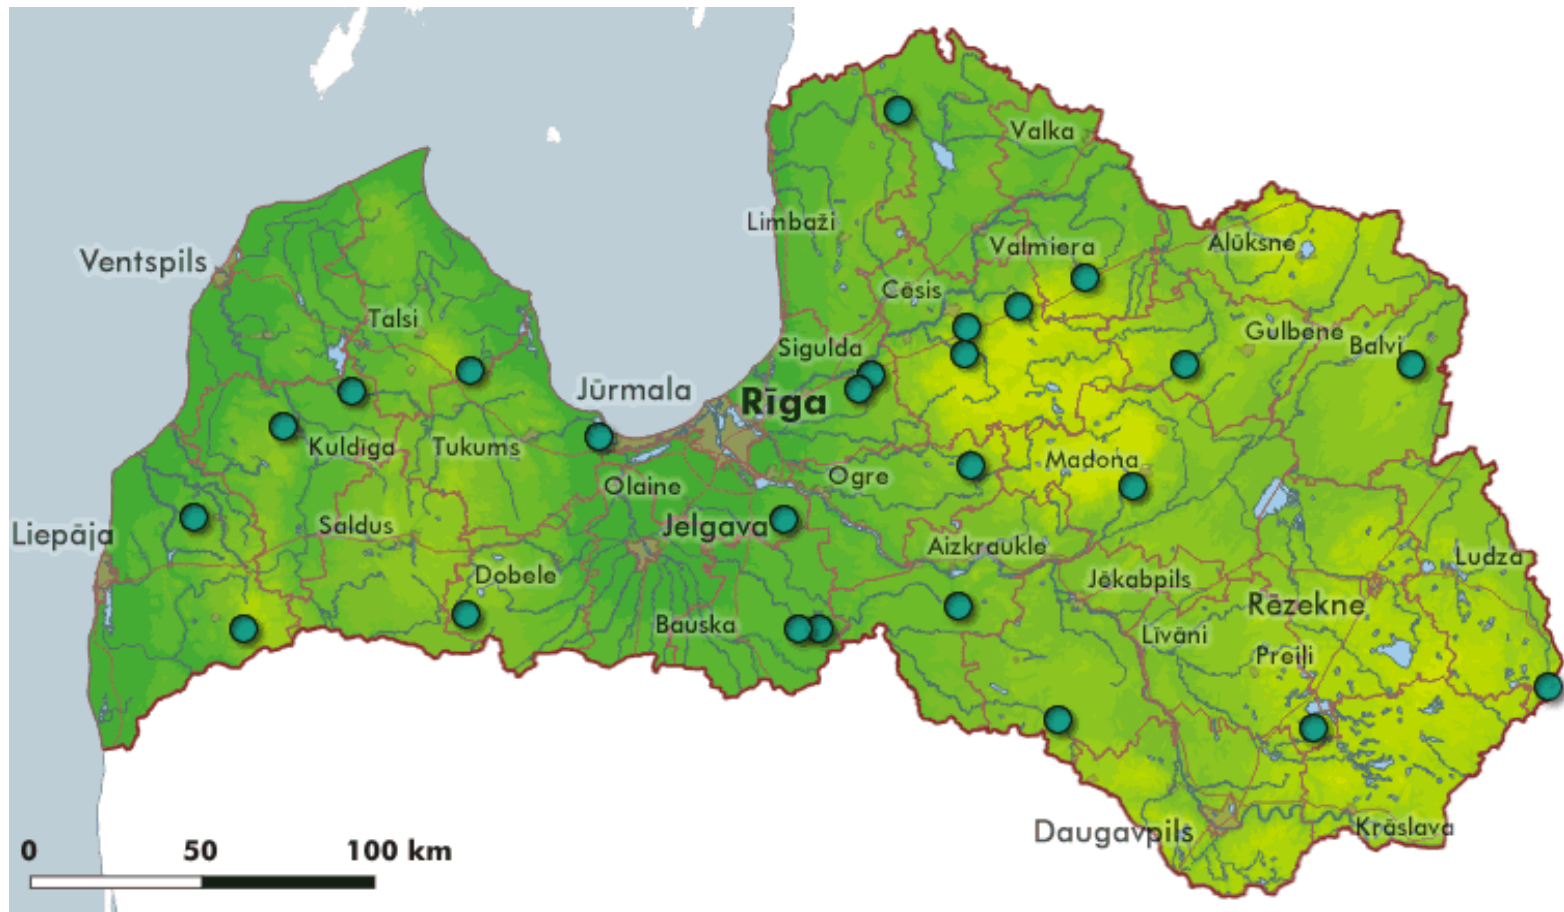 Valka
Limbaži
Valmiera
Alūksne
Ventspils
Cēsis
Talsi
Gulbene
Balvi
Sigulda
Jūrmala
Rīga
Kuldīga
Tukums
Madona
Ogre
Olaine
Liepāja
Saldus
Jelgava
Aizkraukle
Ludza
Dobele
Jēkabpils
Rēzekne
Bauska
Līvāni
Preiļi
Daugavpils
Krāslava
0 50 100 km